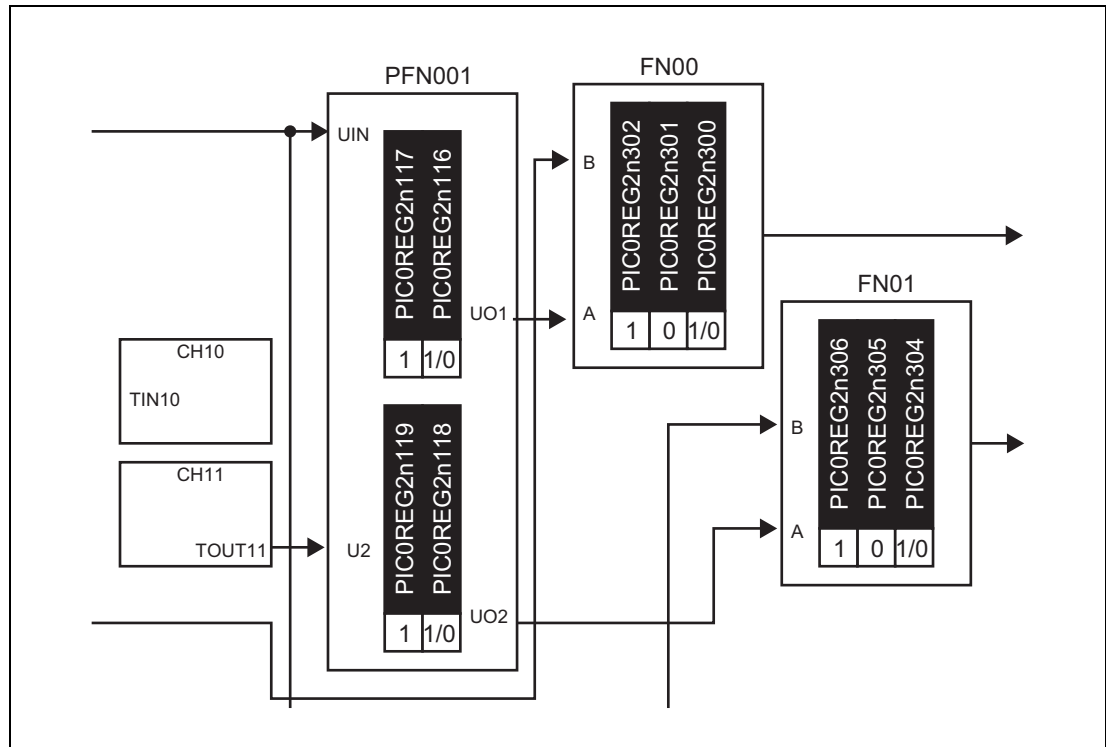 PFN001
UIN
PIC0REG2n117
PIC0REG2n116
UO1
1
1/0
U2
PIC0REG2n119
PIC0REG2n118
UO2
1
1/0
FN00
B
A
PIC0REG2n302
PIC0REG2n301
PIC0REG2n300
1
0
1/0
FN01
B
A
PIC0REG2n306
PIC0REG2n305
PIC0REG2n304
1
0
1/0
CH10
TIN10
CH11
TOUT11